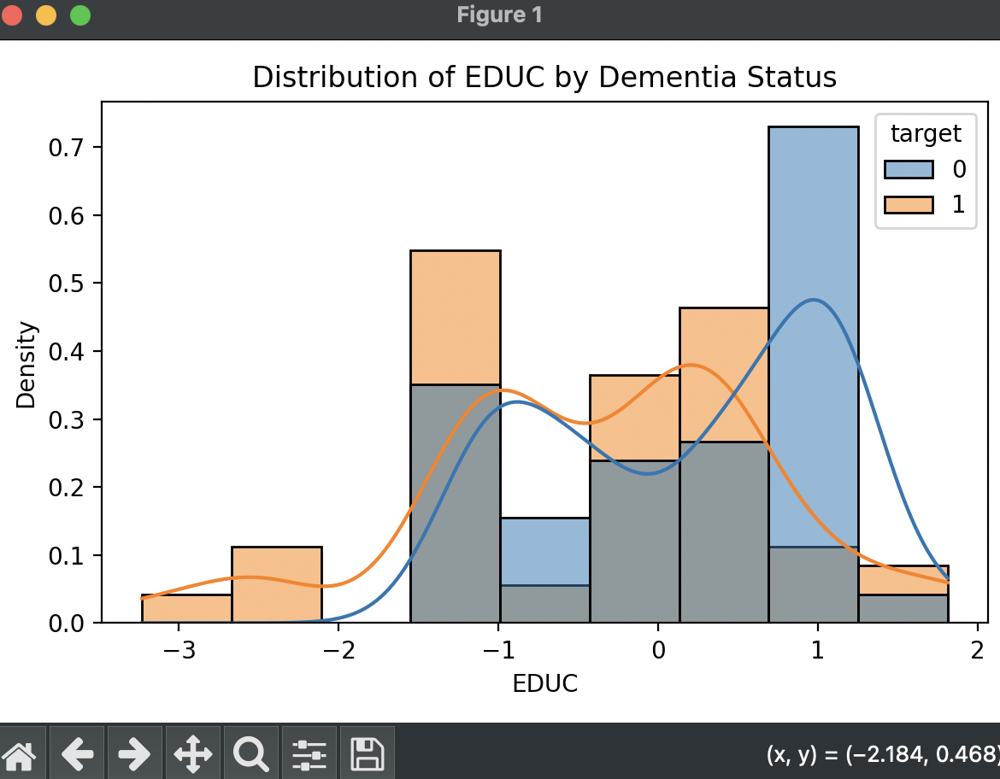 Figure 1
Distribution of EDUC by Dementia Status
target
0
1
Density
0.7
0.6
0.5
0.4
0.3
0.2
0.1
0.0
−3 −2 −1 0 1 2
EDUC
(x, y) = (−2.184, 0.468)